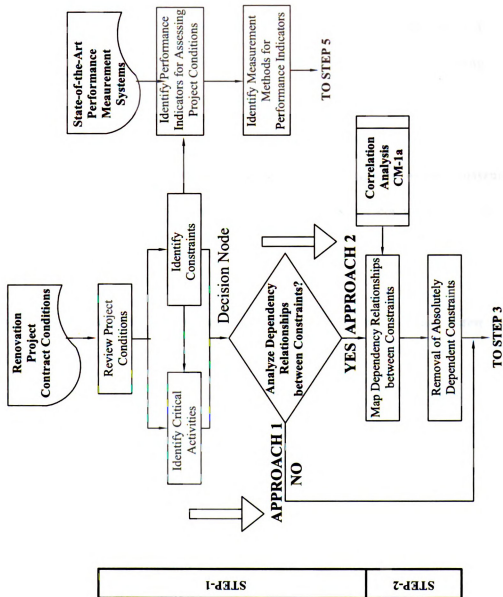 State-of-the-Art
Performance
Meaurement
Systems
Renovation
Project
Contract Conditions
Identify Performance
Indicators for Assessing
Project Conditions
Review Project
Conditions
Identify Measurement
Methods for
Performance Indicators
Identify Constraints
Identify Critical
Activities
TO STEP 5
Decision Node
Analyze Dependency
Relationships
between Constraints?
Correlation
Analysis
CM-1a
APPROACH 1
NO
YES
APPROACH 2
Map Dependency Relationships
between Constraints
Removal of Absolutely
Dependent Constraints
TO STEP 3
STEP-1
STEP-2